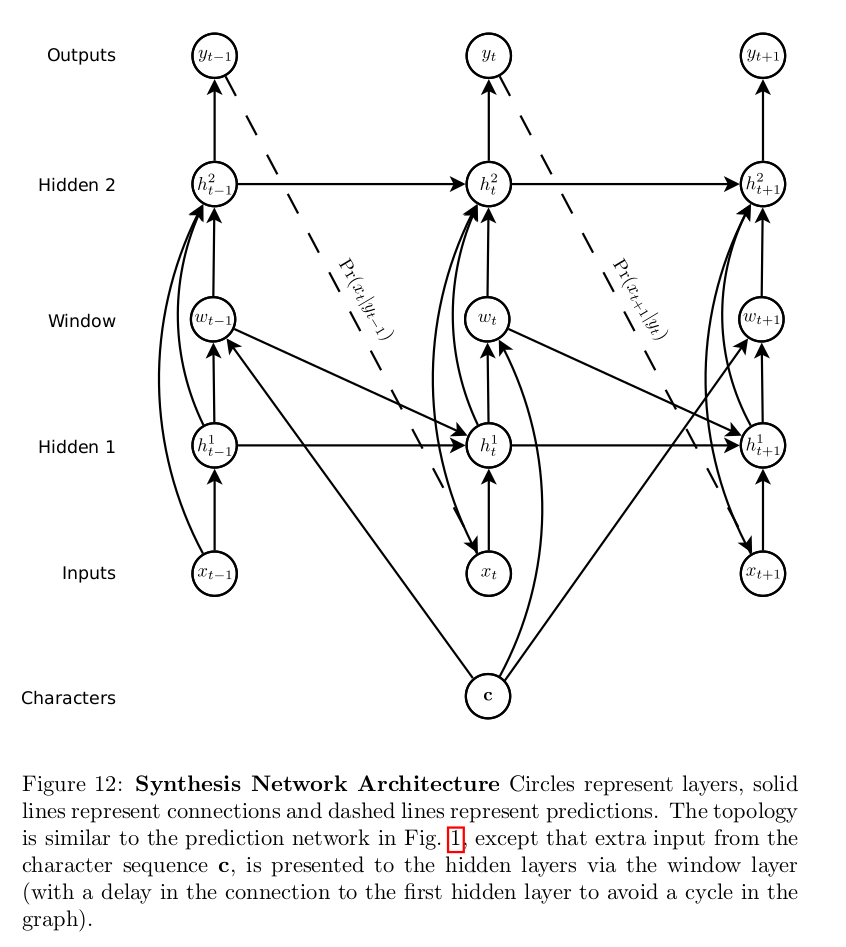 Outputs y_{t−1} y_t y_{t+1}
Hidden 2 h^2_{t−1} h^2_t h^2_{t+1}
Pr(x_t|y_{t−1}) Pr(x_{t+1}|y_t)
Window w_{t−1} w_t w_{t+1}
Hidden 1 h^1_{t−1} h^1_t h^1_{t+1}
Inputs x_{t−1} x_t x_{t+1}
Characters c
Figure 12: Synthesis Network Architecture Circles represent layers, solid
lines represent connections and dashed lines represent predictions. The topology
is similar to the prediction network in Fig. 1, except that extra input from the
character sequence c, is presented to the hidden layers via the window layer
(with a delay in the connection to the first hidden layer to avoid a cycle in the
graph).